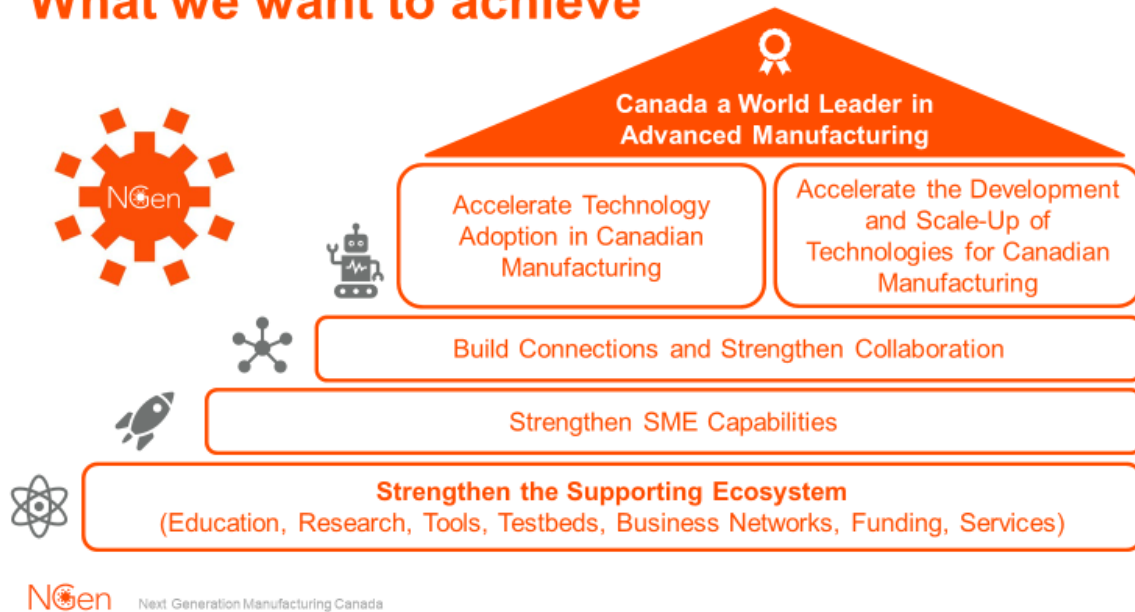 What we want to achieve
Canada a World Leader in
Advanced Manufacturing
NGen
Accelerate Technology
Adoption in Canadian
Manufacturing
Accelerate the Development
and Scale-Up of
Technologies for Canadian
Manufacturing
Build Connections and Strengthen Collaboration
Strengthen SME Capabilities
Strengthen the Supporting Ecosystem
(Education, Research, Tools, Testbeds, Business Networks, Funding, Services)
NGen Next Generation Manufacturing Canada